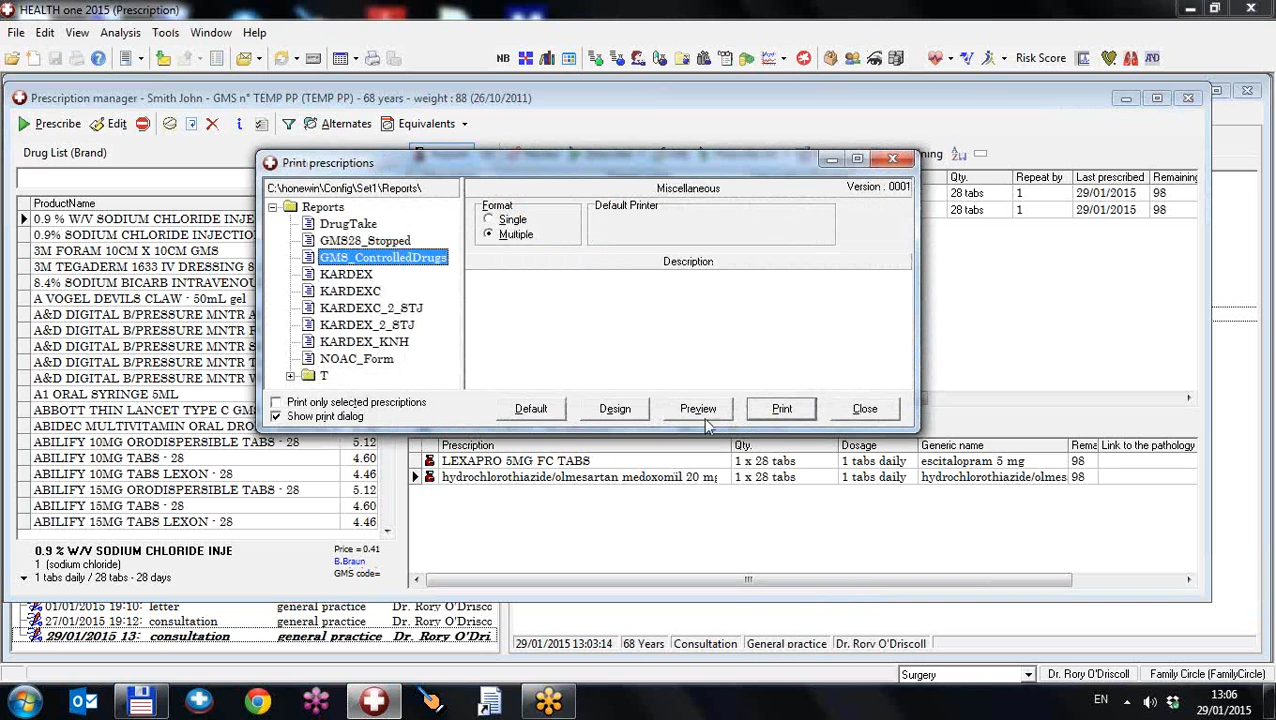 HEALTH one 2015 (Prescription)
File Edit View Analysis Tools Window Help
NB Risk Score AND
Prescription manager - Smith John - GMS n° TEMP PP (TEMP PP) - 68 years - weight : 88 (26/10/2011)
Prescribe Edit Alternates Equivalents
Drug List (Brand)
ProductName
0.9 % W/V SODIUM CHLORIDE INJE
0.9% SODIUM CHLORIDE INJECTIO
3M FORAM 10CM X 10CM GMS
3M TEGADERM 1633 IV DRESSING S
8.4% SODIUM BICARB INTRAVENOU
A VOGEL DEVILS CLAW - 50mL gel
A&D DIGITAL B/PRESSURE MNTR A
A&D DIGITAL B/PRESSURE MNTR
A&D DIGITAL B/PRESSURE MNTR
A&D DIGITAL B/PRESSURE MNTR
A&D DIGITAL B/PRESSURE MNTR W
A1 ORAL SYRINGE 5ML
ABBOTT THIN LANCET TYPE C GM
ABIDEC MULTIVITAMIN ORAL DRO
ABILIFY 10MG ORODISPERSIBLE TABS - 28 5.12
ABILIFY 10MG TABS - 28 4.60
ABILIFY 10MG TABS LEXON - 28 4.46
ABILIFY 15MG ORODISPERSIBLE TABS - 28 5.12
ABILIFY 15MG TABS - 28 4.60
ABILIFY 15MG TABS LEXON - 28 4.46
0.9 % W/V SODIUM CHLORIDE INJE Price = 0.41
1 (sodium chloride) B.Braun
1 tabs daily / 28 tabs - 28 days GMS code=
Print prescriptions
C:\honewin\Config\Set1\Reports\
Reports
DrugTake
GMS28_Stopped
GMS_ControlledDrugs
KARDEX
KARDEXC
KARDEXC_2_STJ
KARDEX_2_STJ
KARDEX_KNH
NOAC_Form
T
Miscellaneous Version : 0001
Format
Single
Multiple
Default Printer
Description
Print only selected prescriptions
Show print dialog
Default Design Preview Print Close
Qty. Repeat by Last prescribed Remaining
28 tabs 1 29/01/2015 98
28 tabs 1 29/01/2015 98
Prescription Qty. Dosage Generic name Rema Link to the pathology
LEXAPRO 5MG FC TABS 1 x 28 tabs 1 tabs daily escitalopram 5 mg 98
hydrochlorothiazide/olmesartan medoxomil 20 mg 1 x 28 tabs 1 tabs daily hydrochlorothiazide/olmes 98
01/01/2015 19:10: letter general practice Dr. Rory O'Drisco
27/01/2015 19:12: consultation general practice Dr. Rory O'Drisco
29/01/2015 13: consultation general practice Dr. Rory O'Dri
29/01/2015 13:03:14 68 Years Consultation General practice Dr. Rory O'Driscoll
Surgery Dr. Rory O'Driscoll Family Circle (FamilyCircle)
EN 13:06
29/01/2015